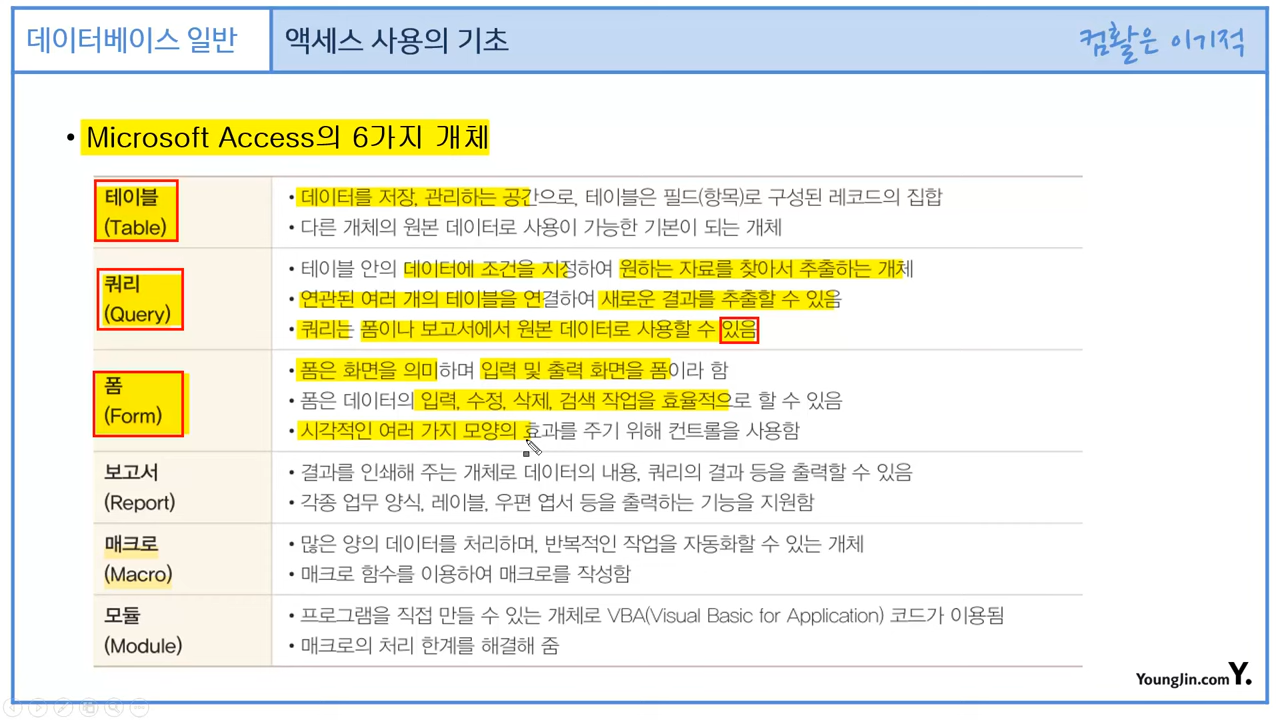 데이터베이스 일반
액세스 사용의 기초
컴활은 이기적
• Microsoft Access의 6가지 개체
테이블
(Table)
• 데이터를 저장, 관리하는 공간으로, 테이블은 필드(항목)로 구성된 레코드의 집합
• 다른 개체의 원본 데이터로 사용이 가능한 기본이 되는 개체
쿼리
(Query)
• 테이블 안의 데이터에 조건을 지정하여 원하는 자료를 찾아서 추출하는 개체
• 연관된 여러 개의 테이블을 연결하여 새로운 결과를 추출할 수 있음
• 쿼리는 폼이나 보고서에서 원본 데이터로 사용할 수 있음
폼
(Form)
• 폼은 화면을 의미하며 입력 및 출력 화면을 폼이라 함
• 폼은 데이터의 입력, 수정, 삭제, 검색 작업을 효율적으로 할 수 있음
• 시각적인 여러 가지 모양의 효과를 주기 위해 컨트롤을 사용함
보고서
(Report)
• 결과를 인쇄해 주는 개체로 데이터의 내용, 쿼리의 결과 등을 출력할 수 있음
• 각종 업무 양식, 레이블, 우편 엽서 등을 출력하는 기능을 지원함
매크로
(Macro)
• 많은 양의 데이터를 처리하며, 반복적인 작업을 자동화할 수 있는 개체
• 매크로 함수를 이용하여 매크로를 작성함
모듈
(Module)
• 프로그램을 직접 만들 수 있는 개체로 VBA(Visual Basic for Application) 코드가 이용됨
• 매크로의 처리 한계를 해결해 줌
YoungJin.com Y.